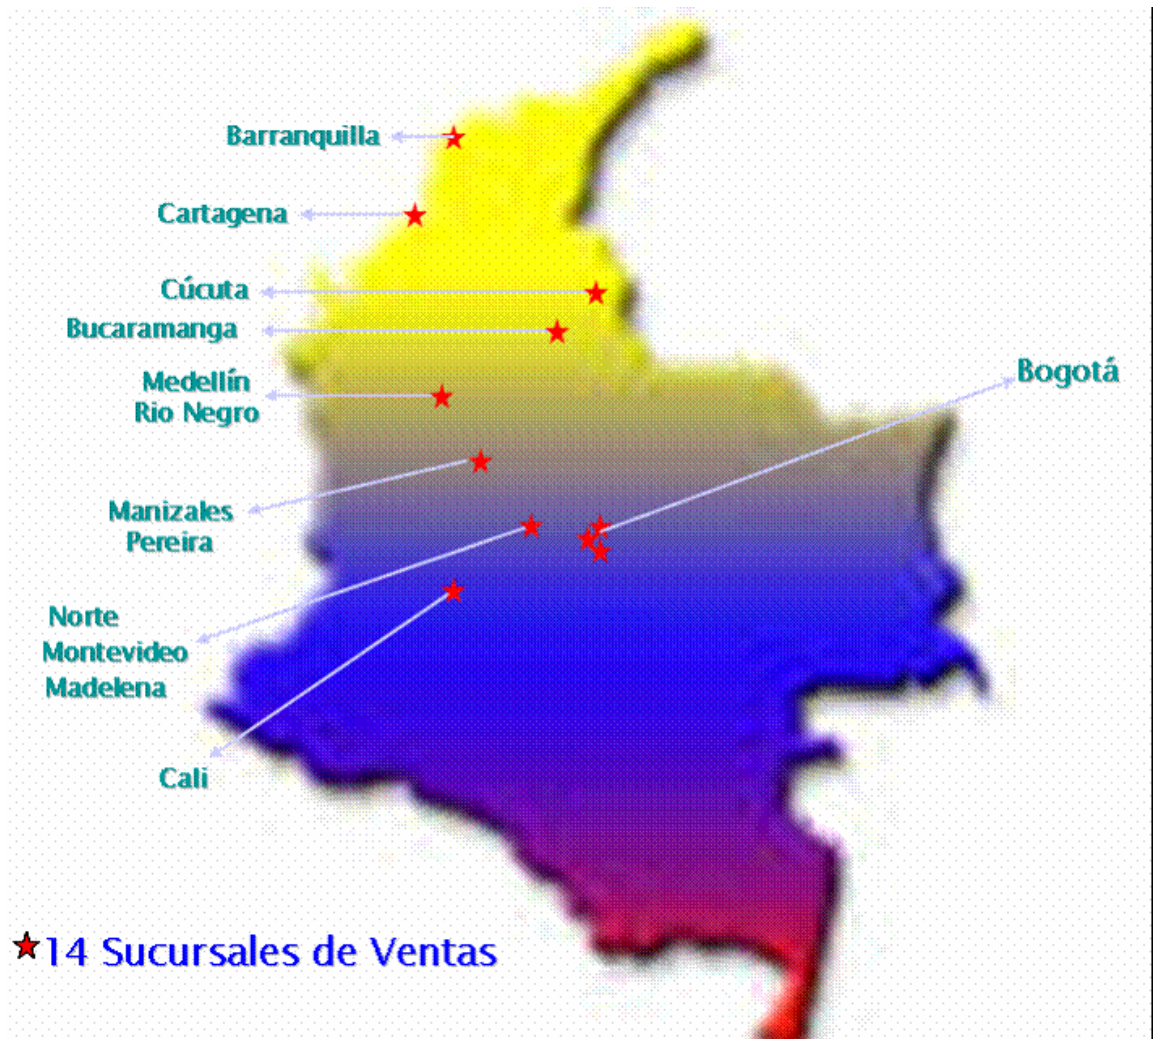 Barranquilla
Cartagena
Cúcuta
Bucaramanga
Medellín
Rio Negro
Bogotá
Manizales
Pereira
Norte
Montevideo
Madelena
Cali
14 Sucursales de Ventas